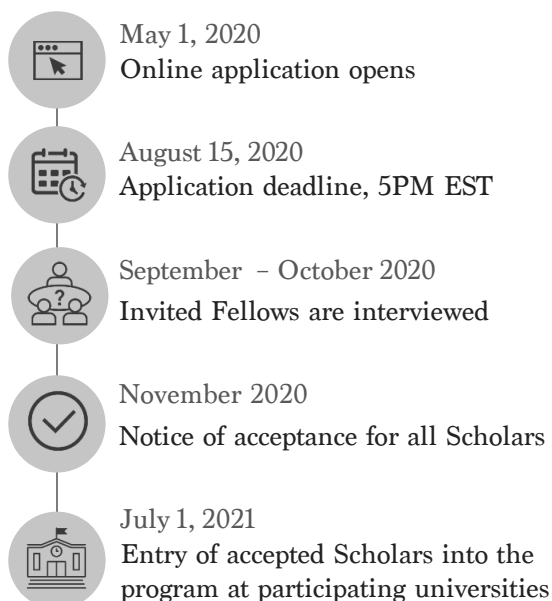 May 1, 2020
Online application opens
August 15, 2020
Application deadline, 5PM EST
September – October 2020
?
Invited Fellows are interviewed
November 2020
Notice of acceptance for all Scholars
July 1, 2021
Entry of accepted Scholars into the
program at participating universities